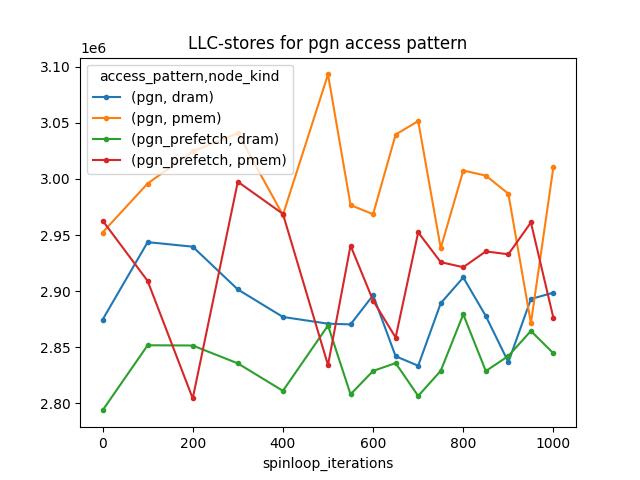 LLC-stores for pgn access pattern
1e6
access_pattern,node_kind
(pgn, dram)
(pgn, pmem)
(pgn_prefetch, dram)
(pgn_prefetch, pmem)
3.10
3.05
3.00
2.95
2.90
2.85
2.80
0 200 400 600 800 1000
spinloop_iterations